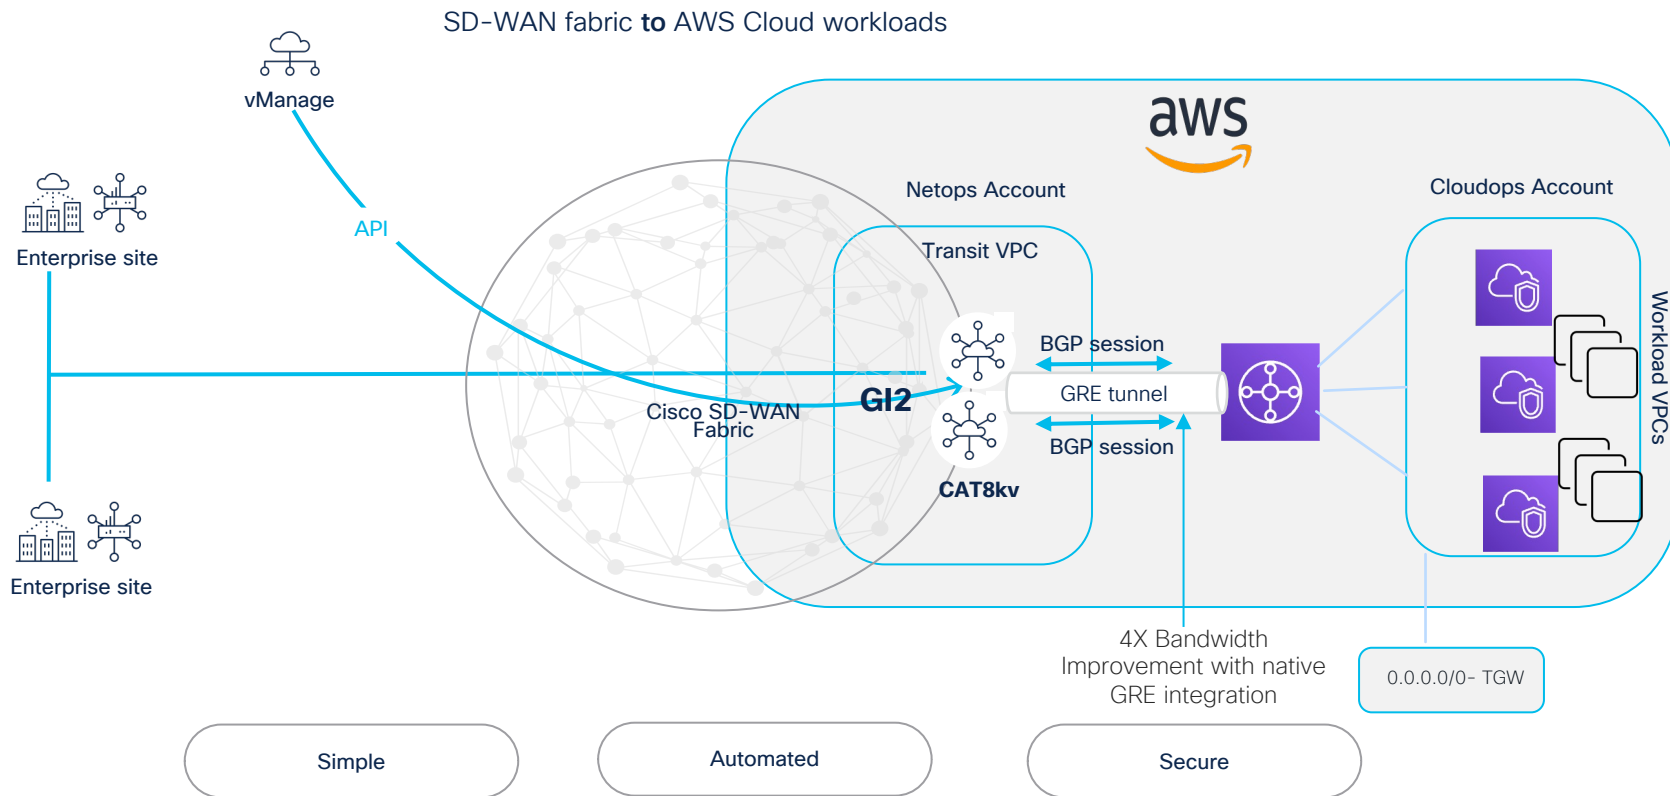 SD-WAN fabric to AWS Cloud workloads
vManage
aws
Netops Account
Cloudops Account
API
Enterprise site
Transit VPC
BGP session
GI2
GRE tunnel
Cisco SD-WAN
Fabric
BGP session
CAT8kv
Workload VPCs
Enterprise site
4X Bandwidth
Improvement with native
GRE integration
0.0.0.0/0- TGW
Simple
Automated
Secure